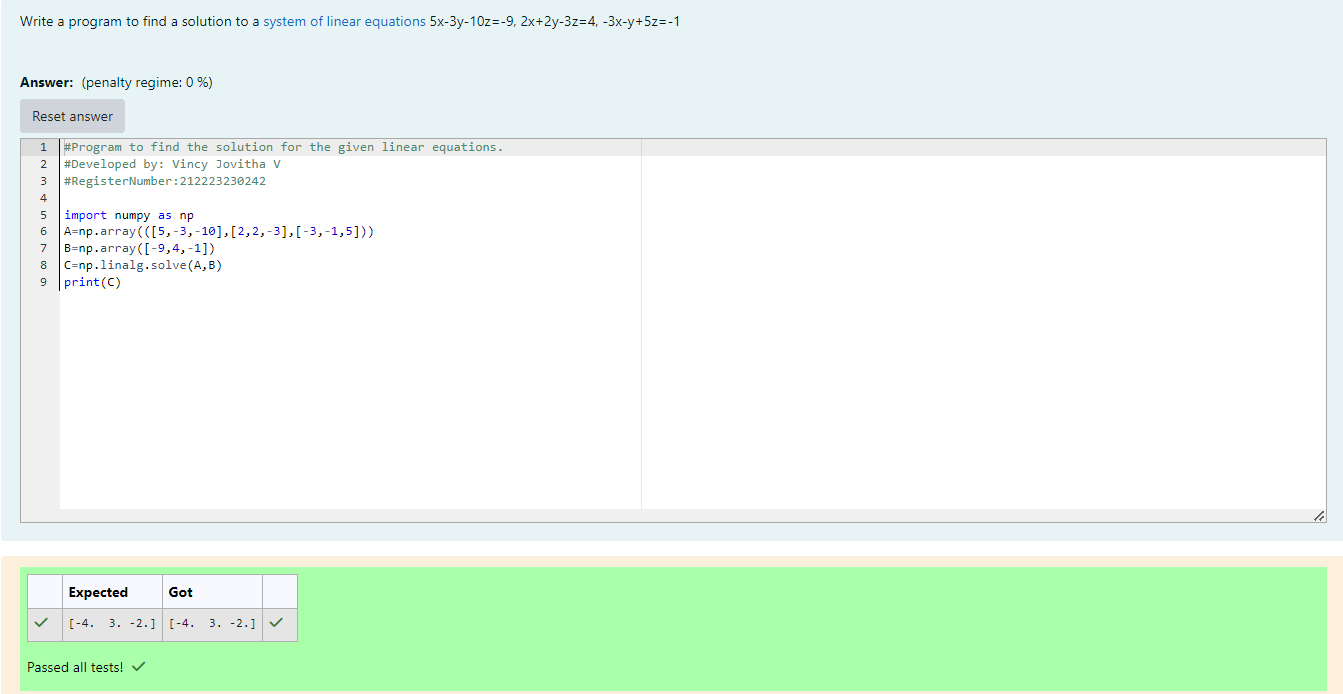 Write a program to find a solution to a system of linear equations 5x-3y-10z=-9, 2x+2y-3z=4, -3x-y+5z=-1
Answer: (penalty regime: 0 %)
Reset answer
1 #Program to find the solution for the given linear equations.
2 #Developed by: Vincy Jovitha V
3 #RegisterNumber:212223230242
4
5 import numpy as np
6 A=np.array(([5,-3,-10],[2,2,-3],[-3,-1,5]))
7 B=np.array([-9,4,-1])
8 C=np.linalg.solve(A,B)
9 print(C)
Expected Got
[-4.  3. -2.] [-4.  3. -2.]
Passed all tests!